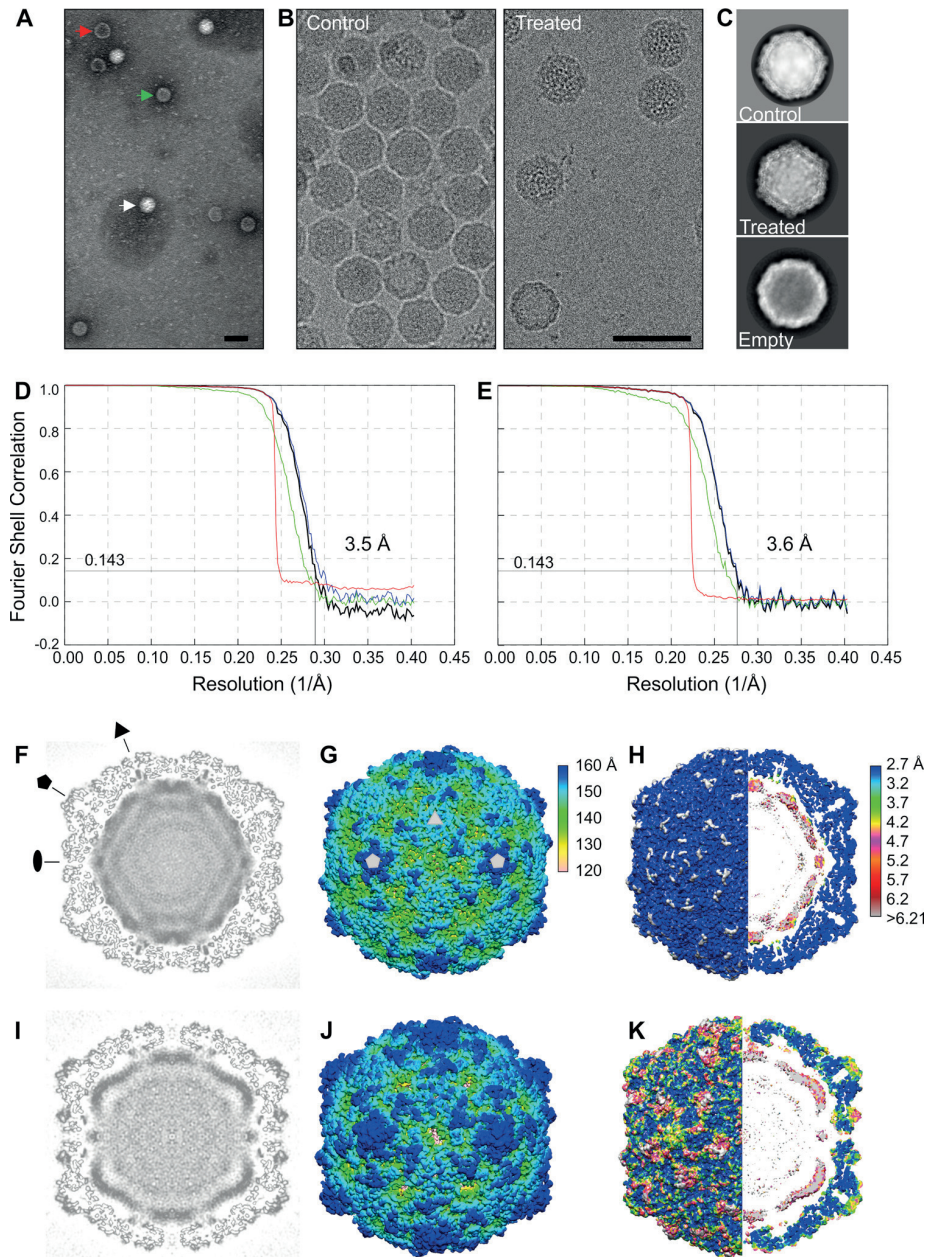 A
B
Control
Treated
C
Control
Treated
Empty
D
Fourier Shell Correlation
1.0
0.8
0.6
0.4
0.2
0.0
-0.2
0.143
3.5 Å
0.00 0.05 0.10 0.15 0.20 0.25 0.30 0.35 0.40 0.45
Resolution (1/Å)
E
0.143
3.6 Å
0.00 0.05 0.10 0.15 0.20 0.25 0.30 0.35 0.40 0.45
Resolution (1/Å)
F
G
160 Å
150
140
130
120
H
2.7 Å
3.2
3.7
4.2
4.7
5.2
5.7
6.2
>6.21
I
J
K